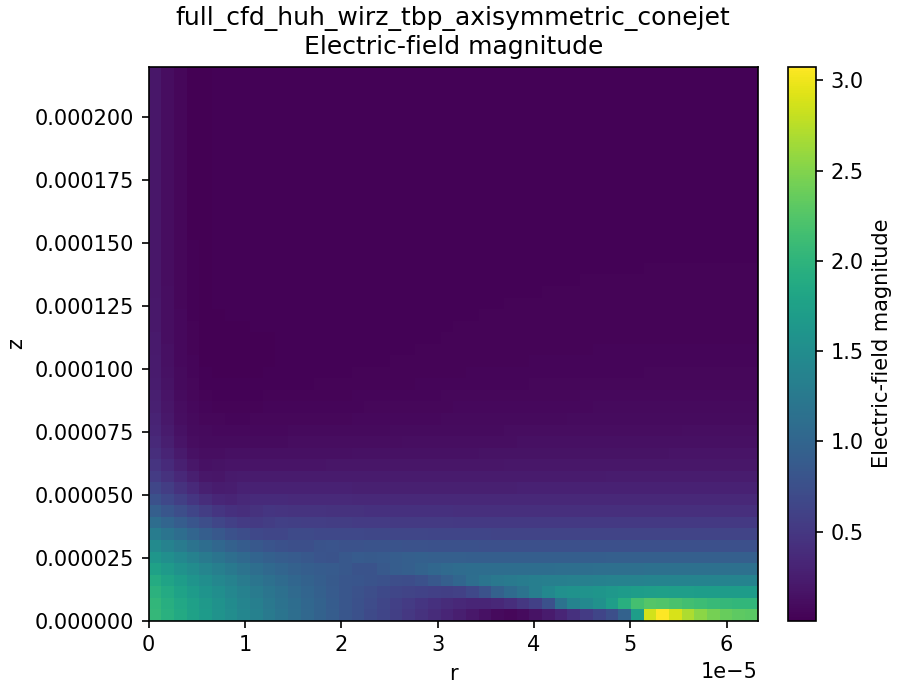 full_cfd_huh_wirz_tbp_axisymmetric_conejet
Electric-field magnitude
0.000200
0.000175
0.000150
0.000125
0.000100
0.000075
0.000050
0.000025
0.000000
z
0 1 2 3 4 5 6
1e−5
r
3.0
2.5
2.0
1.5
1.0
0.5
Electric-field magnitude